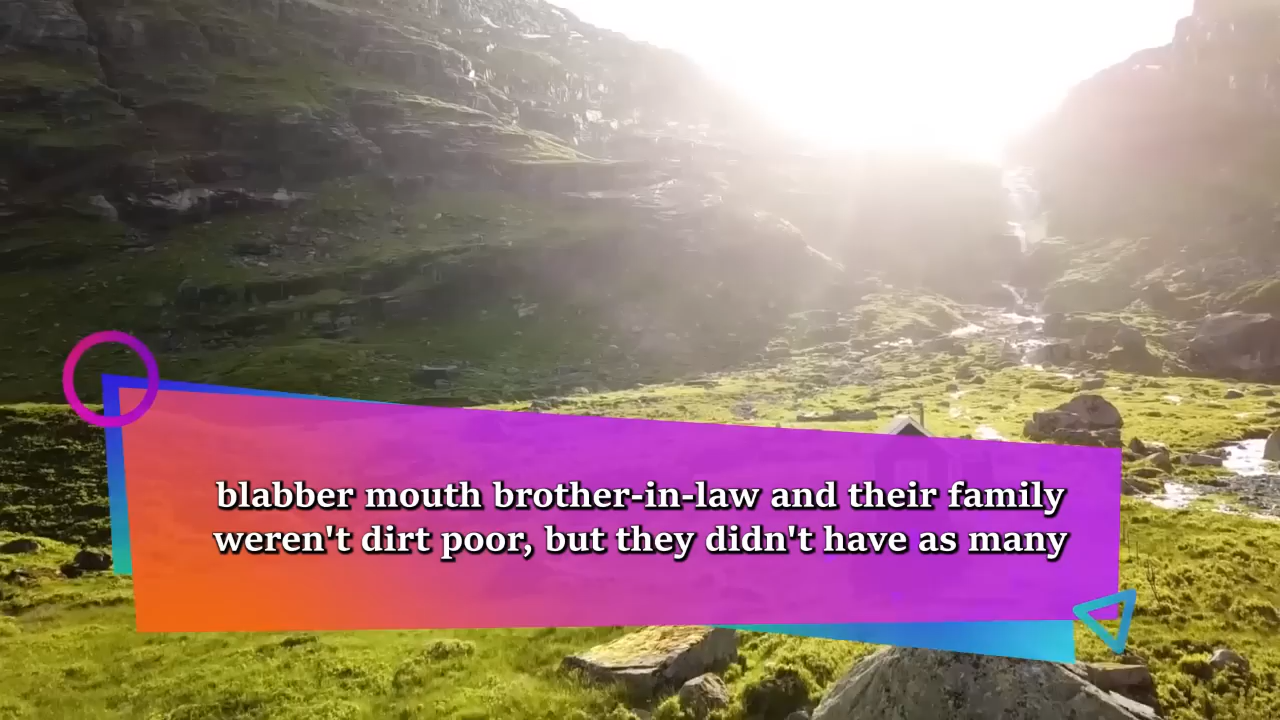 blabber mouth brother-in-law and their family
weren't dirt poor, but they didn't have as many